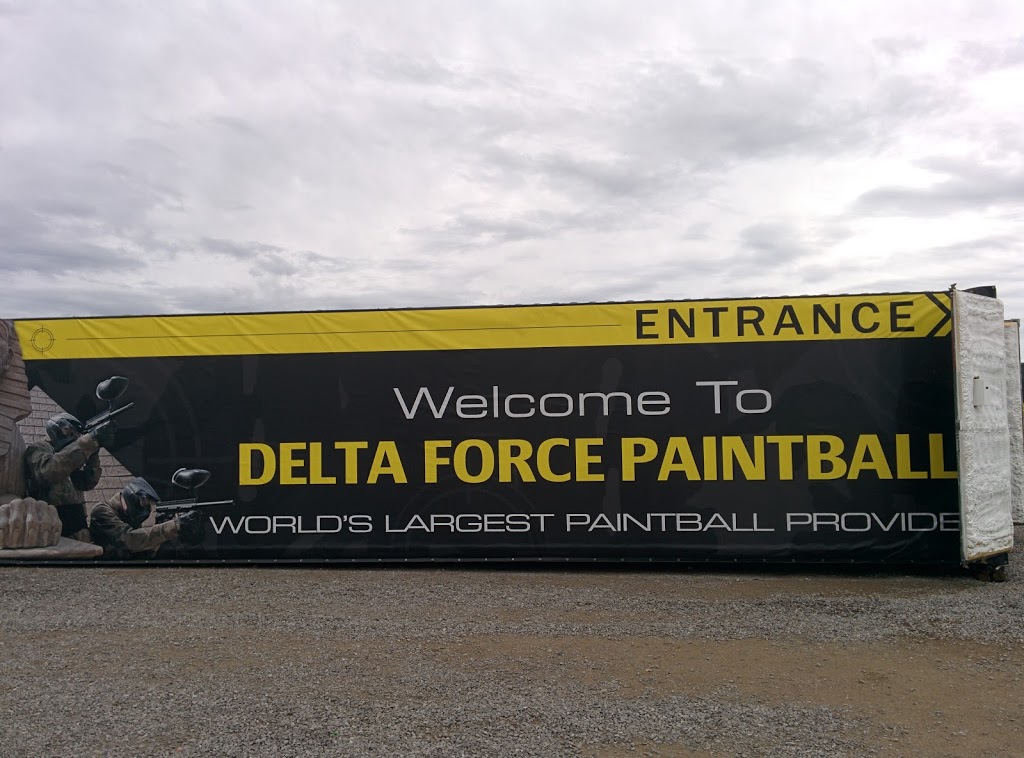 ENTRANCE
Welcome To
DELTA FORCE PAINTBALL
WORLD'S LARGEST PAINTBALL PROVIDE